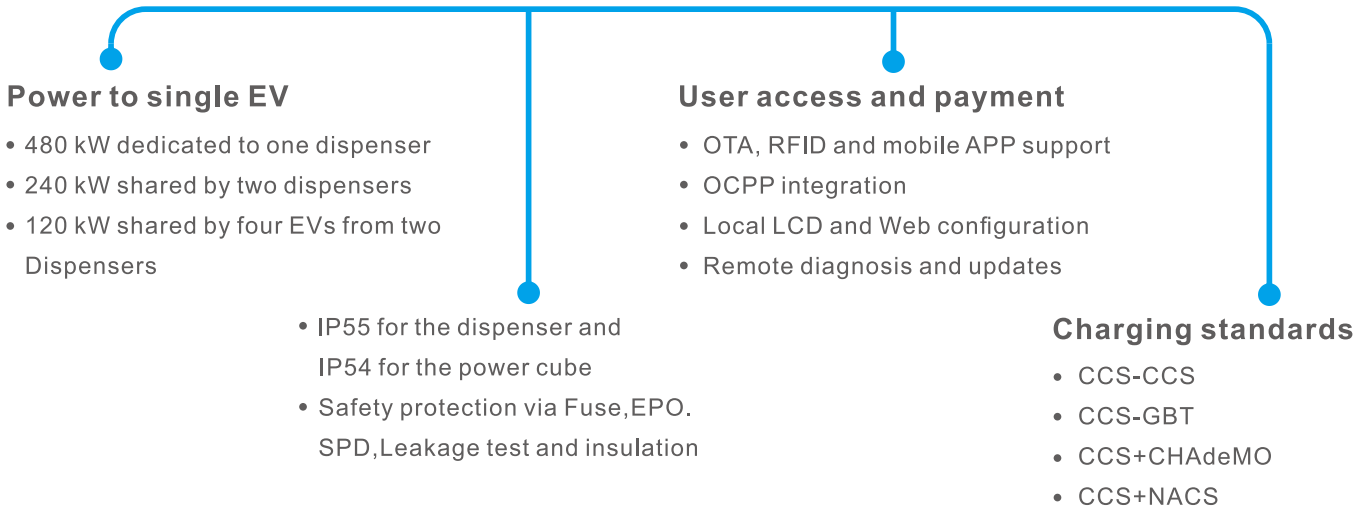 Power to single EV
• 480 kW dedicated to one dispenser
• 240 kW shared by two dispensers
• 120 kW shared by four EVs from two
Dispensers
• IP55 for the dispenser and
IP54 for the power cube
• Safety protection via Fuse,EPO.
SPD,Leakage test and insulation
User access and payment
• OTA, RFID and mobile APP support
• OCPP integration
• Local LCD and Web configuration
• Remote diagnosis and updates
Charging standards
• CCS-CCS
• CCS-GBT
• CCS+CHAdeMO
• CCS+NACS